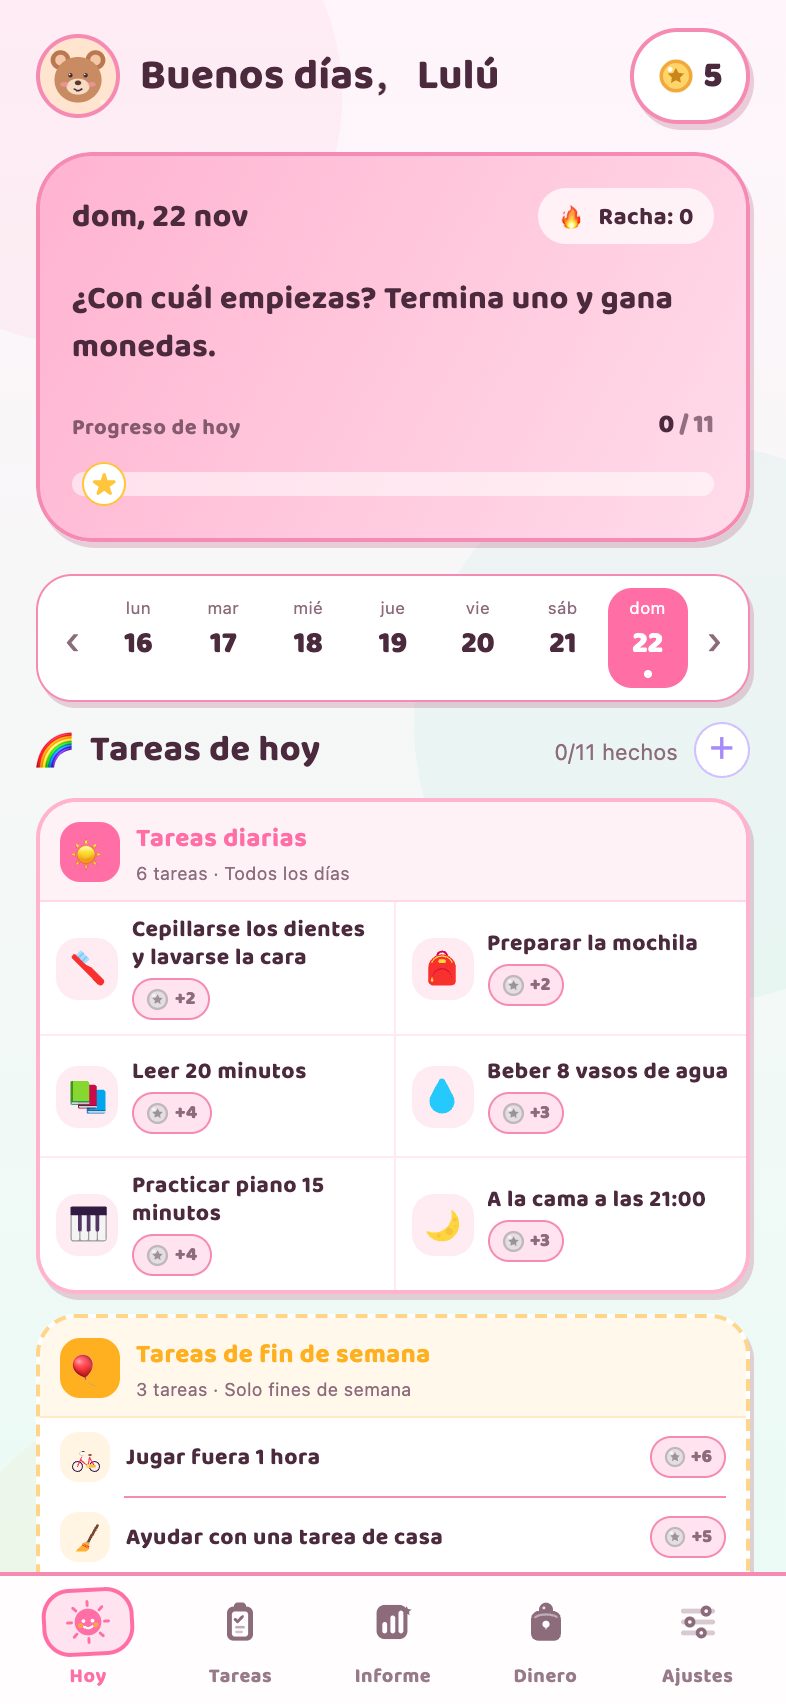 Buenos días, Lulú
5
dom, 22 nov
Racha: 0
¿Con cuál empiezas? Termina uno y gana
monedas.
Progreso de hoy
0 / 11
lun mar mié jue vie sáb dom
16 17 18 19 20 21 22
Tareas de hoy
0/11 hechos
Tareas diarias
6 tareas · Todos los días
Cepillarse los dientes
y lavarse la cara
+2
Preparar la mochila
+2
Leer 20 minutos
+4
Beber 8 vasos de agua
+3
Practicar piano 15
minutos
+4
A la cama a las 21:00
+3
Tareas de fin de semana
3 tareas · Solo fines de semana
Jugar fuera 1 hora
+6
Ayudar con una tarea de casa
+5
Hoy Tareas Informe Dinero Ajustes